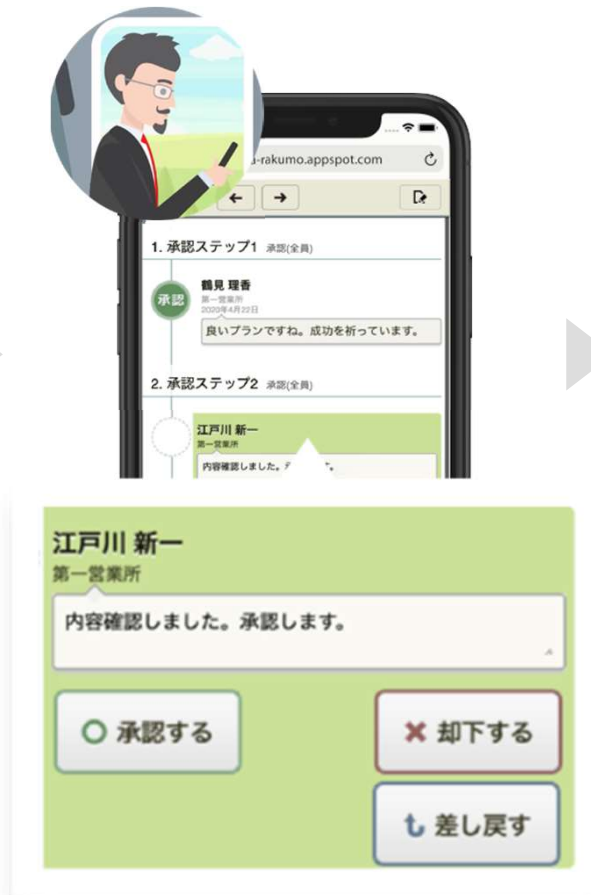 a-rakumo.appspot.com
1. 承認ステップ1 承認(全員)
承認
鶴見 理香
第一営業所
2020年4月22日
良いプランですね。成功を祈っています。
2. 承認ステップ2 承認(全員)
江戸川 新一
第一営業所
内容確認しました。
江戸川 新一
第一営業所
内容確認しました。承認します。
承認する
却下する
差し戻す